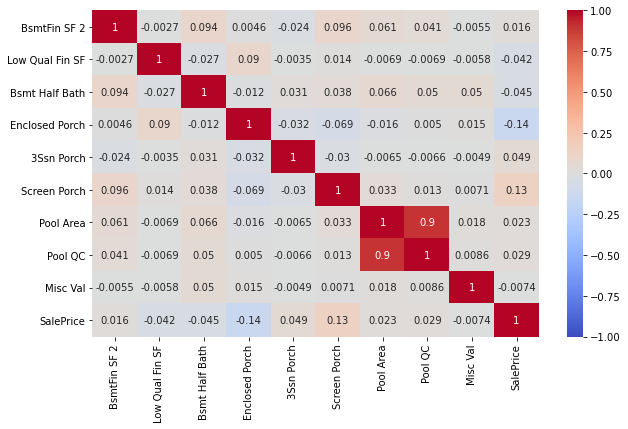 BsmtFin SF 2 1 -0.0027 0.094 0.0046 -0.024 0.096 0.061 0.041 -0.0055 0.016
Low Qual Fin SF -0.0027 1 -0.027 0.09 -0.0035 0.014 -0.0069 -0.0069 -0.0058 -0.042
Bsmt Half Bath 0.094 -0.027 1 -0.012 0.031 0.038 0.066 0.05 0.05 -0.045
Enclosed Porch 0.0046 0.09 -0.012 1 -0.032 -0.069 -0.016 0.005 0.015 -0.14
3Ssn Porch -0.024 -0.0035 0.031 -0.032 1 -0.03 -0.0065 -0.0066 -0.0049 0.049
Screen Porch 0.096 0.014 0.038 -0.069 -0.03 1 0.033 0.013 0.0071 0.13
Pool Area 0.061 -0.0069 0.066 -0.016 -0.0065 0.033 1 0.9 0.018 0.023
Pool QC 0.041 -0.0069 0.05 0.005 -0.0066 0.013 0.9 1 0.0086 0.029
Misc Val -0.0055 -0.0058 0.05 0.015 -0.0049 0.0071 0.018 0.0086 1 -0.0074
SalePrice 0.016 -0.042 -0.045 -0.14 0.049 0.13 0.023 0.029 -0.0074 1
BsmtFin SF 2
Low Qual Fin SF
Bsmt Half Bath
Enclosed Porch
3Ssn Porch
Screen Porch
Pool Area
Pool QC
Misc Val
SalePrice
1.00
0.75
0.50
0.25
0.00
−0.25
−0.50
−0.75
−1.00